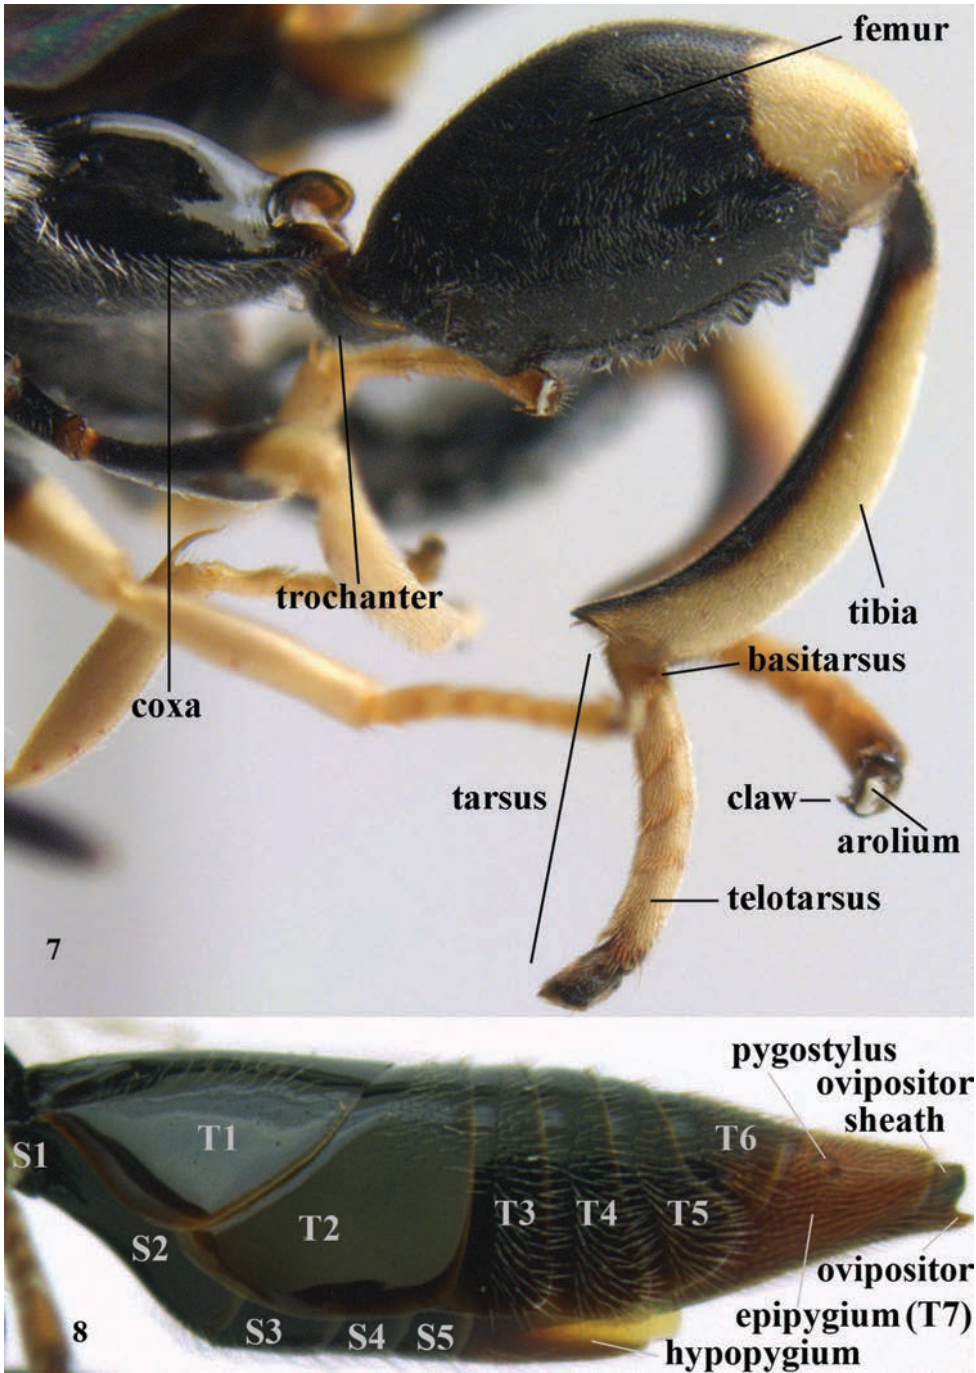 femur
trochanter
tibia
basitarsus
coxa
tarsus
claw
arolium
telotarsus
7
pygostylus
ovipositor
sheath
S1
T1
T6
T2
T3
T4
T5
S2
ovipositor
epipygium (T7)
8
S3
S4
S5
hypopygium